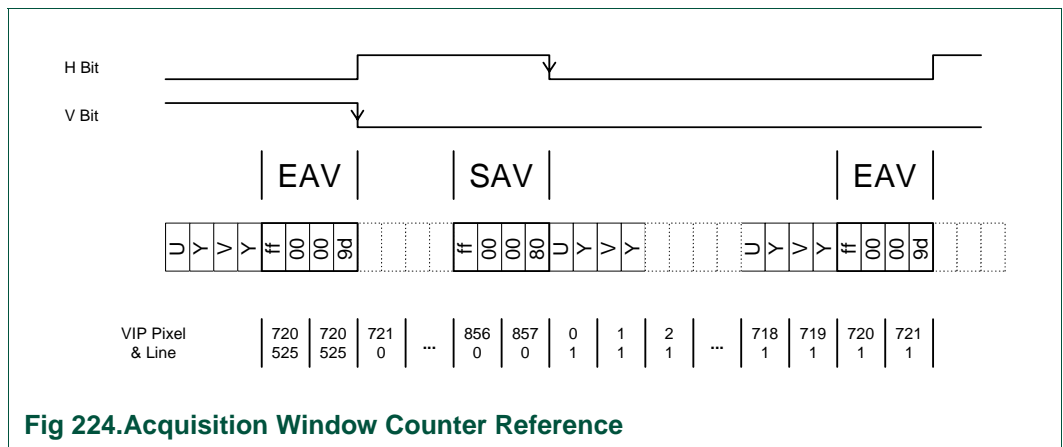 H Bit
V Bit
EAV SAV EAV
U Y V Y ff 00 00 9d ff 00 00 80 U Y V Y U Y V Y ff 00 00 9d
VIP Pixel 720 720 721 ... 856 857 0 1 2 ... 718 719 720 721
& Line 525 525 0 0 0 1 1 1 1 1 1 1
Fig 224.Acquisition Window Counter Reference